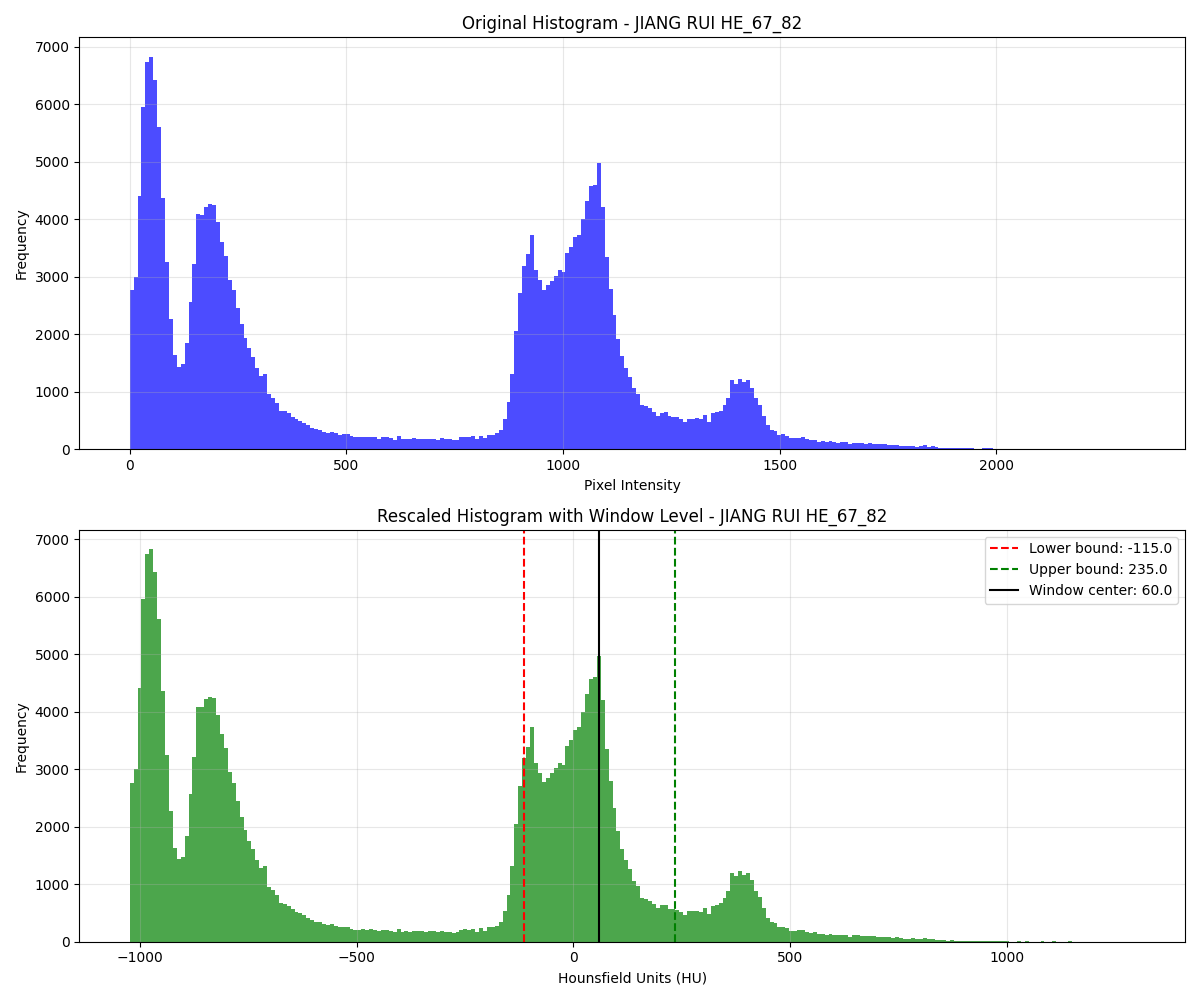 Original Histogram - JIANG RUI HE_67_82
7000
6000
5000
4000
3000
2000
1000
0
Frequency
0 500 1000 1500 2000
Pixel Intensity
Rescaled Histogram with Window Level - JIANG RUI HE_67_82
Lower bound: -115.0
Upper bound: 235.0
Window center: 60.0
7000
6000
5000
4000
3000
2000
1000
0
Frequency
−1000 −500 0 500 1000
Hounsfield Units (HU)